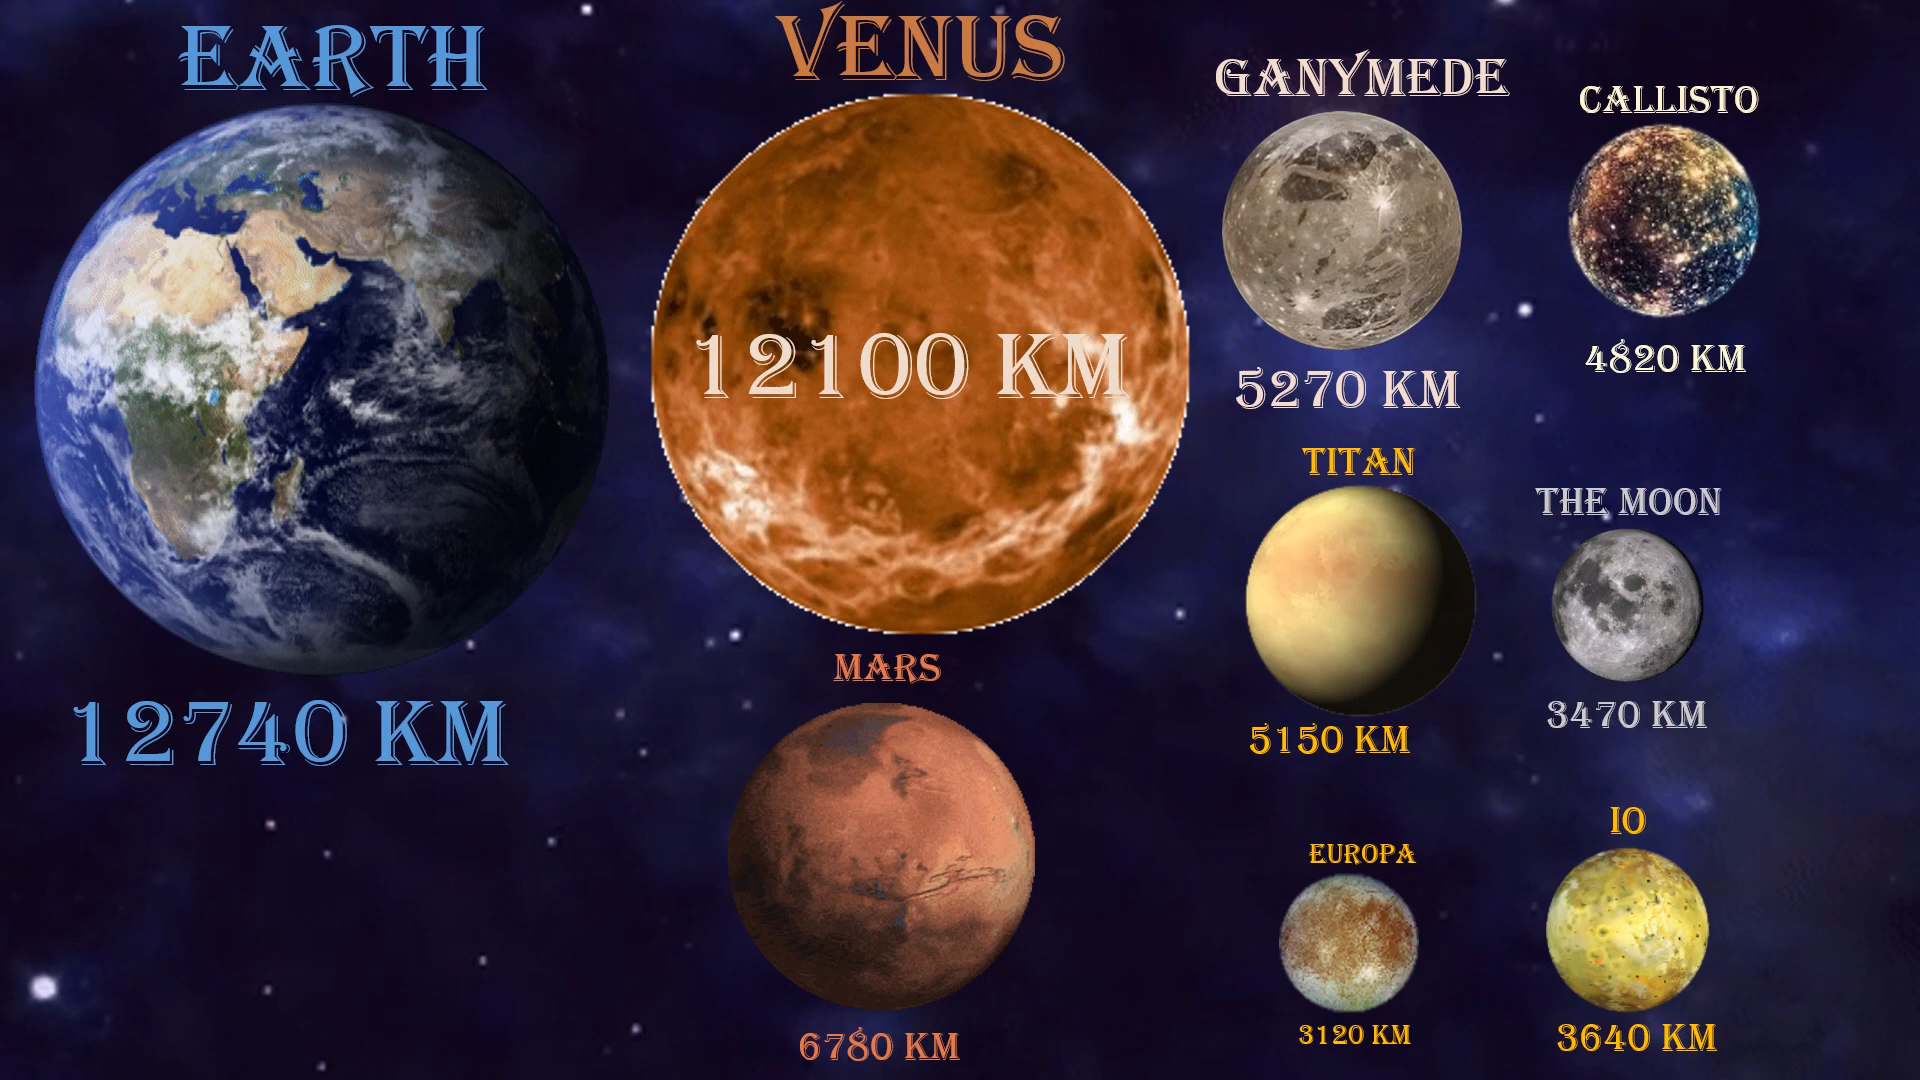 EARTH
12740 KM
VENUS
12100 KM
MARS
6780 KM
GANYMEDE
5270 KM
CALLISTO
4820 KM
TITAN
5150 KM
THE MOON
3470 KM
EUROPA
3120 KM
IO
3640 KM